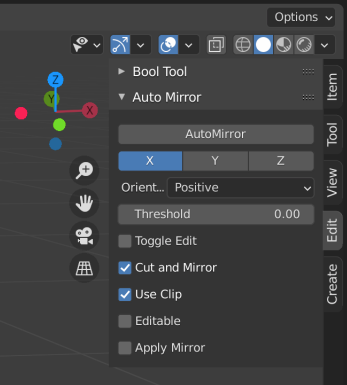 Options
Bool Tool
Auto Mirror
AutoMirror
X Y Z
Orient... Positive
Threshold 0.00
Toggle Edit
Cut and Mirror
Use Clip
Editable
Apply Mirror
Item
Tool
View
Edit
Create
Z
Y
X